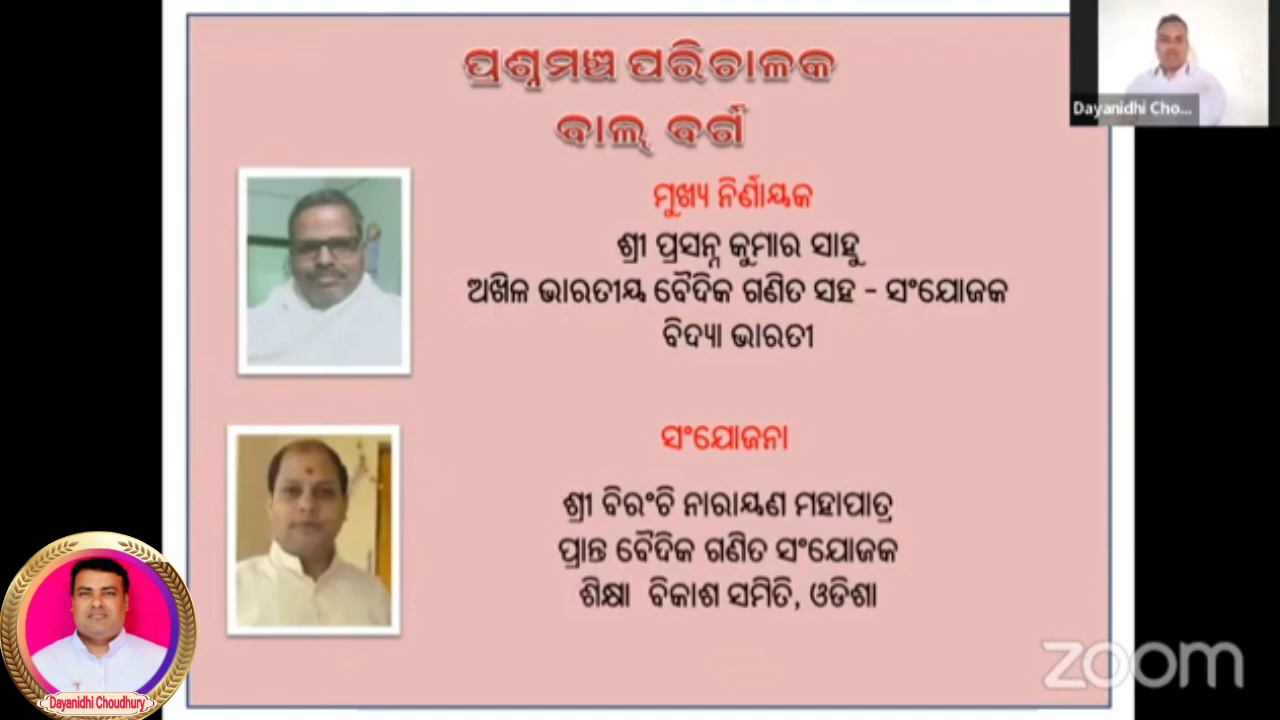 ପ୍ରଶ୍ନମଞ୍ଚ ପରିଚାଳକ
ବାଲ୍ ବର୍ଗ
ମୁଖ୍ୟ ନିର୍ଣାୟକ
ଶ୍ରୀ ପ୍ରସନ୍ନ କୁମାର ସାହୁ
ଅଖିଳ ଭାରତୀୟ ବୈଦିକ ଗଣିତ ସହ - ସଂଯୋଜକ
ବିଦ୍ୟା ଭାରତୀ
ସଂଯୋଜନା
ଶ୍ରୀ ବିରଂଚି ନାରାୟଣ ମହାପାତ୍ର
ପ୍ରାନ୍ତ ବୈଦିକ ଗଣିତ ସଂଯୋଜକ
ଶିକ୍ଷା ବିକାଶ ସମିତି, ଓଡିଶା
Dayanidhi Cho...
Dayanidhi Choudhury
zoom